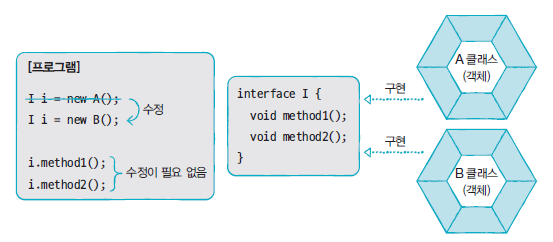 [프로그램]
I i = new A();
I i = new B();
수정
i.method1();
i.method2();
수정이 필요 없음
interface I {
void method1();
void method2();
}
구현
구현
A 클래스
(객체)
B 클래스
(객체)